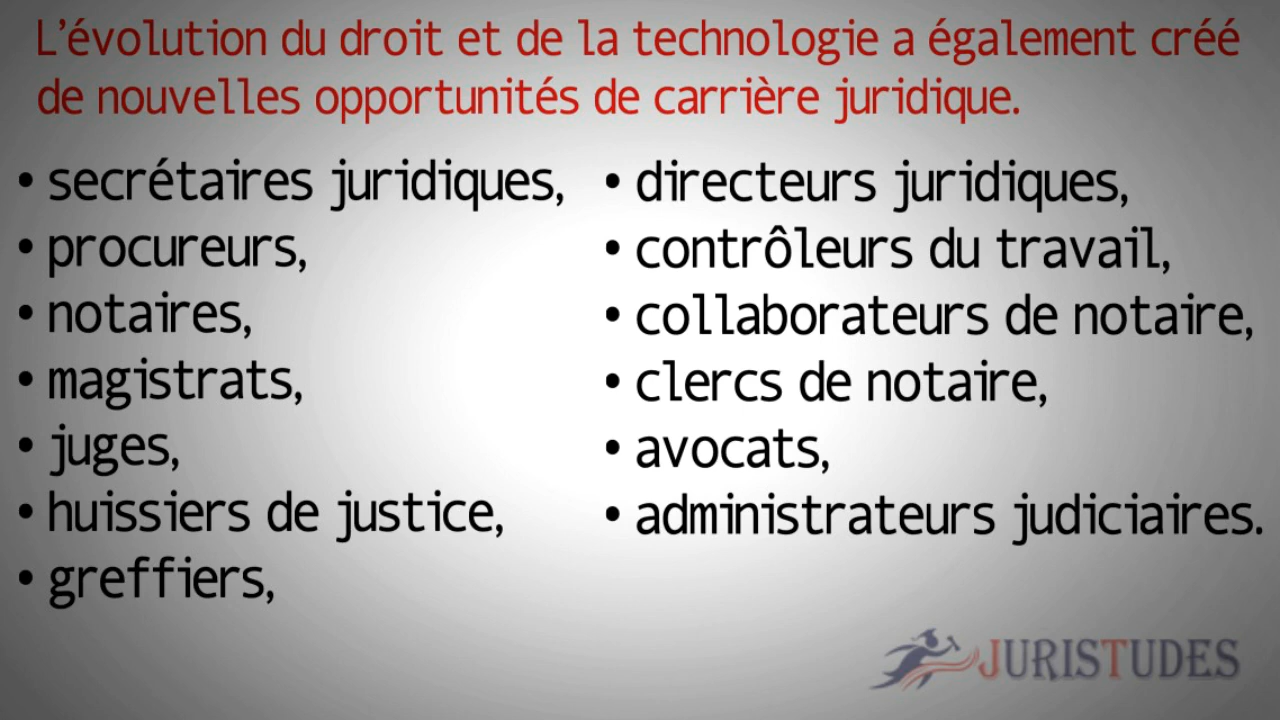 L'évolution du droit et de la technologie a également créé
de nouvelles opportunités de carrière juridique.
• secrétaires juridiques,
• procureurs,
• notaires,
• magistrats,
• juges,
• huissiers de justice,
• greffiers,
• directeurs juridiques,
• contrôleurs du travail,
• collaborateurs de notaire,
• clercs de notaire,
• avocats,
• administrateurs judiciaires.
JURISTUDES